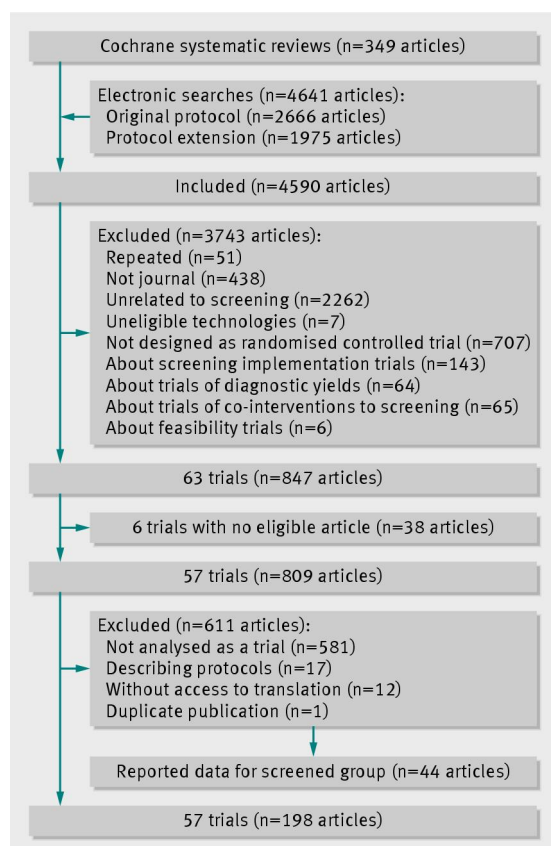 Cochrane systematic reviews (n=349 articles)
Electronic searches (n=4641 articles):
Original protocol (n=2666 articles)
Protocol extension (n=1975 articles)
Included (n=4590 articles)
Excluded (n=3743 articles):
Repeated (n=51)
Not journal (n=438)
Unrelated to screening (n=2262)
Uneligible technologies (n=7)
Not designed as randomised controlled trial (n=707)
About screening implementation trials (n=143)
About trials of diagnostic yields (n=64)
About trials of co-interventions to screening (n=65)
About feasibility trials (n=6)
63 trials (n=847 articles)
6 trials with no eligible article (n=38 articles)
57 trials (n=809 articles)
Excluded (n=611 articles):
Not analysed as a trial (n=581)
Describing protocols (n=17)
Without access to translation (n=12)
Duplicate publication (n=1)
Reported data for screened group (n=44 articles)
57 trials (n=198 articles)